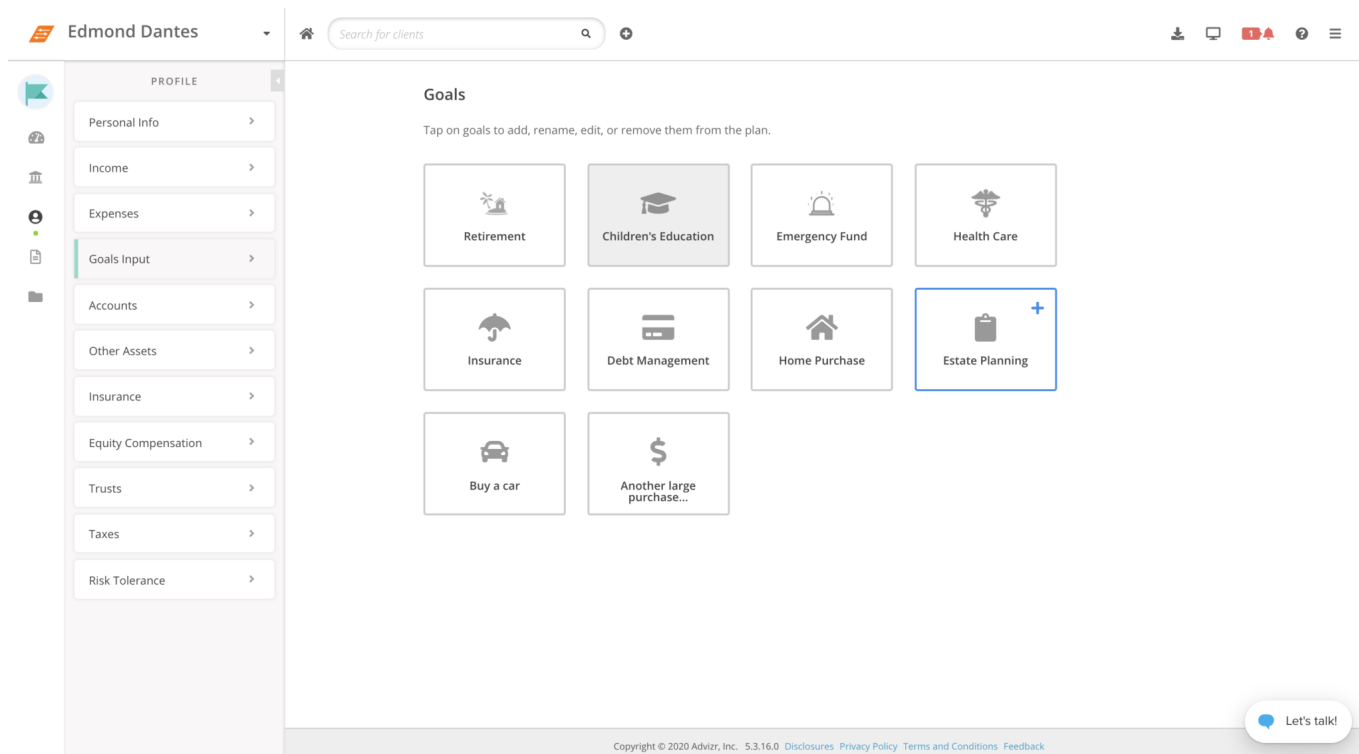 Edmond Dantes
Search for clients
1
PROFILE
Personal Info
Income
Expenses
Goals Input
Accounts
Other Assets
Insurance
Equity Compensation
Trusts
Taxes
Risk Tolerance
Goals
Tap on goals to add, rename, edit, or remove them from the plan.
Retirement
Children's Education
Emergency Fund
Health Care
Insurance
Debt Management
Home Purchase
Estate Planning
Buy a car
Another large
purchase...
Let's talk!
Copyright © 2020 Advizr, Inc. 5.3.16.0 Disclosures Privacy Policy Terms and Conditions Feedback